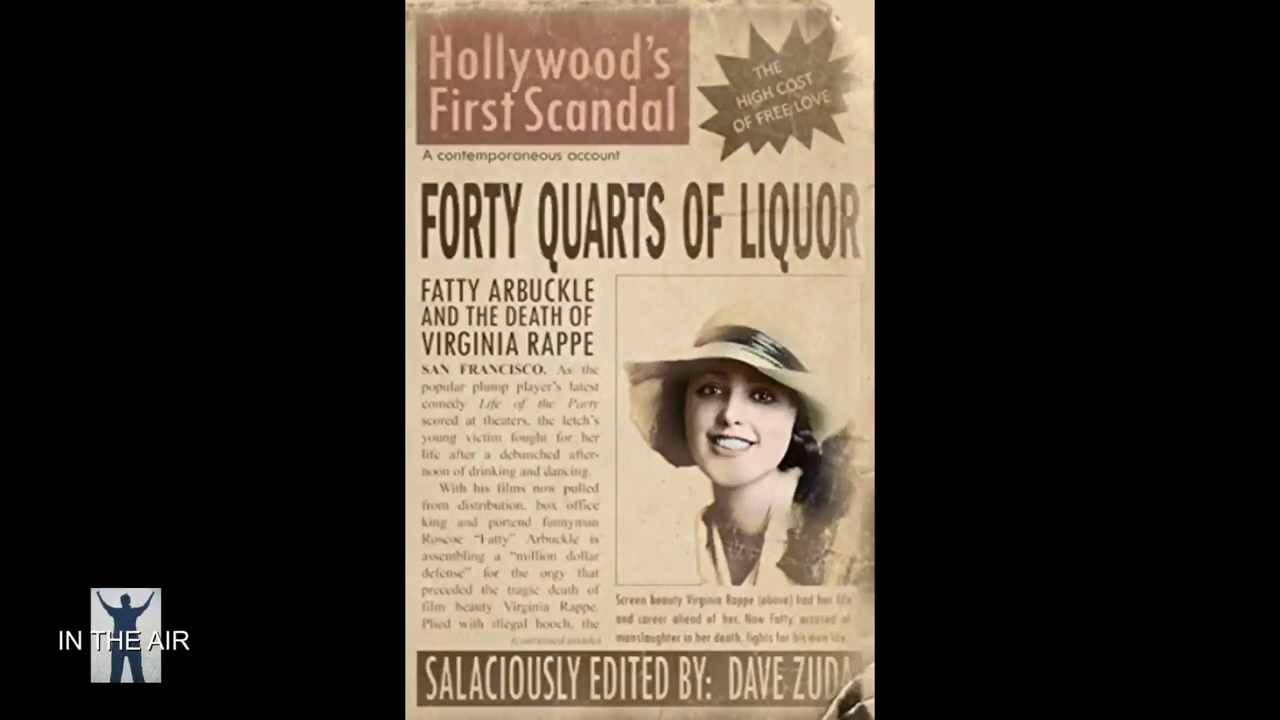 Hollywood's
First Scandal
THE
HIGH COST
OF FREE LOVE
A contemporaneous account
FORTY QUARTS OF LIQUOR
FATTY ARBUCKLE
AND THE DEATH OF
VIRGINIA RAPPE
SAN FRANCISCO. As the
popular plump player's latest
comedy Life of the Party
scored at theaters, the letch's
young victim fought for her
life after a debauched after-
noon of drinking and dancing.
With his films now pulled
from distribution, box office
king and portend funnyman
Roscoe "Fatty" Arbuckle is
assembling a "million dollar
defense" for the orgy that
preceded the tragic death of
film beauty Virginia Rappe.
Plied with illegal hooch, the
(continued inside)
Screen beauty Virginia Rappe (above) had her life
and career ahead of her. Now Fatty, accused of
manslaughter in her death, fights for his own life.
SALACIOUSLY EDITED BY: DAVE ZUDA
IN THE AIR